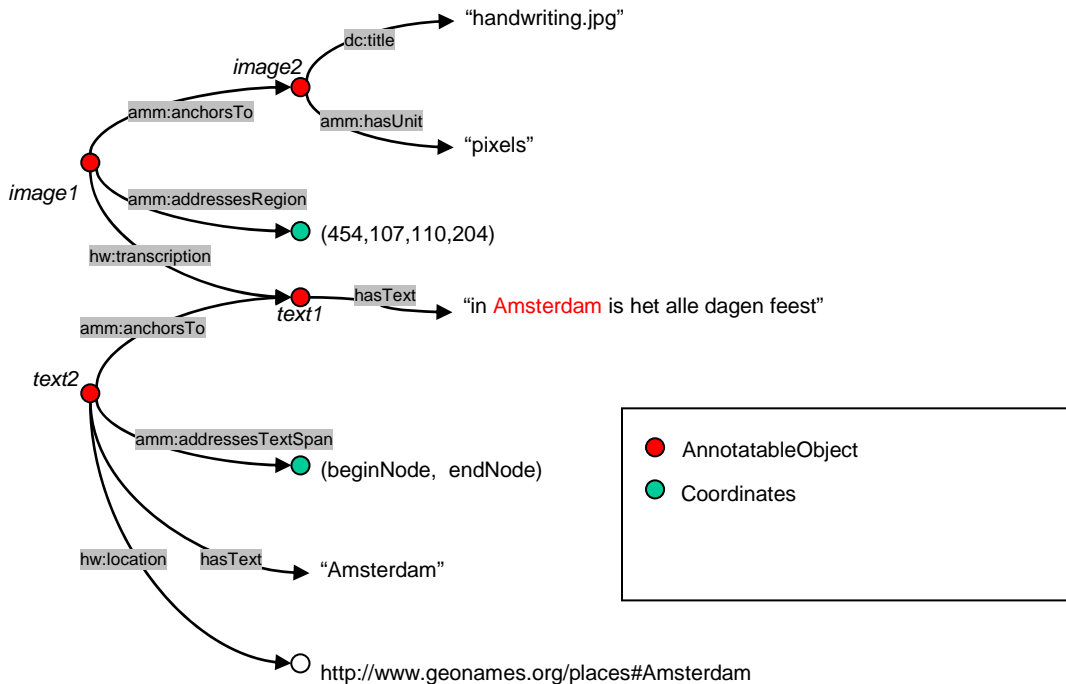 “handwriting.jpg”
dc:title
image2
amm:anchorsTo
amm:hasUnit
“pixels”
image1
amm:addressesRegion
(454,107,110,204)
hw:transcription
hasText
“in Amsterdam is het alle dagen feest”
text1
amm:anchorsTo
text2
amm:addressesTextSpan
(beginNode, endNode)
AnnotatableObject
Coordinates
hw:location
hasText
“Amsterdam”
http://www.geonames.org/places#Amsterdam